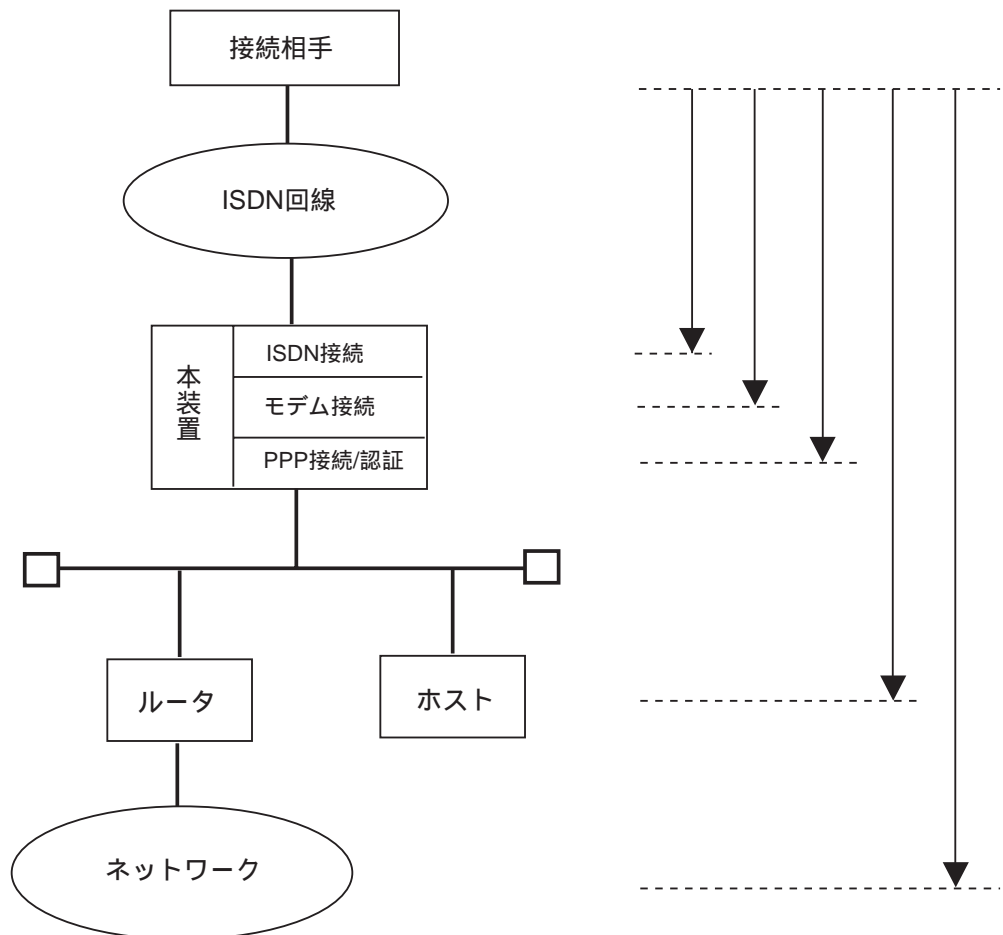 接続相手
ISDN回線
本装置
ISDN接続
モデム接続
PPP接続/認証
ルータ
ホスト
ネットワーク